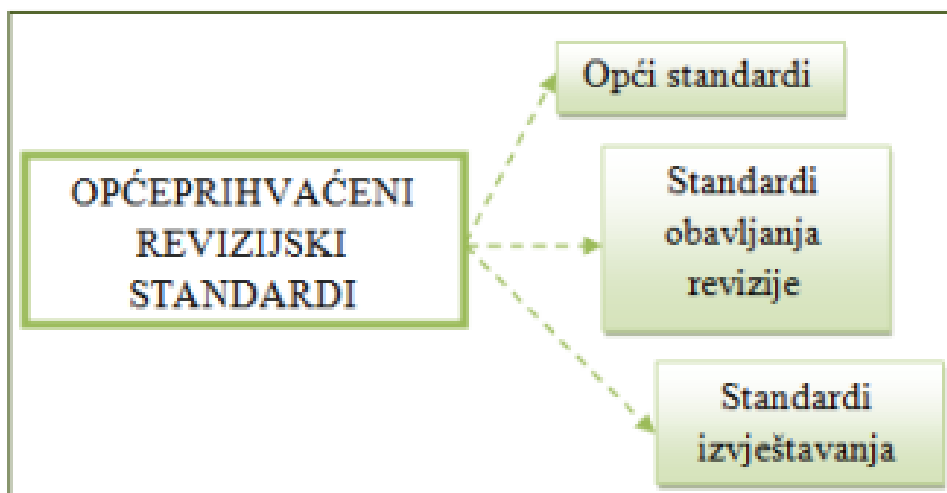 Opći standardi
OPĆEPRIHVAĆENI
REVIZIJSKI
STANDARDI
Standardi
obavljanja
revizije
Standardi
izvještavanja